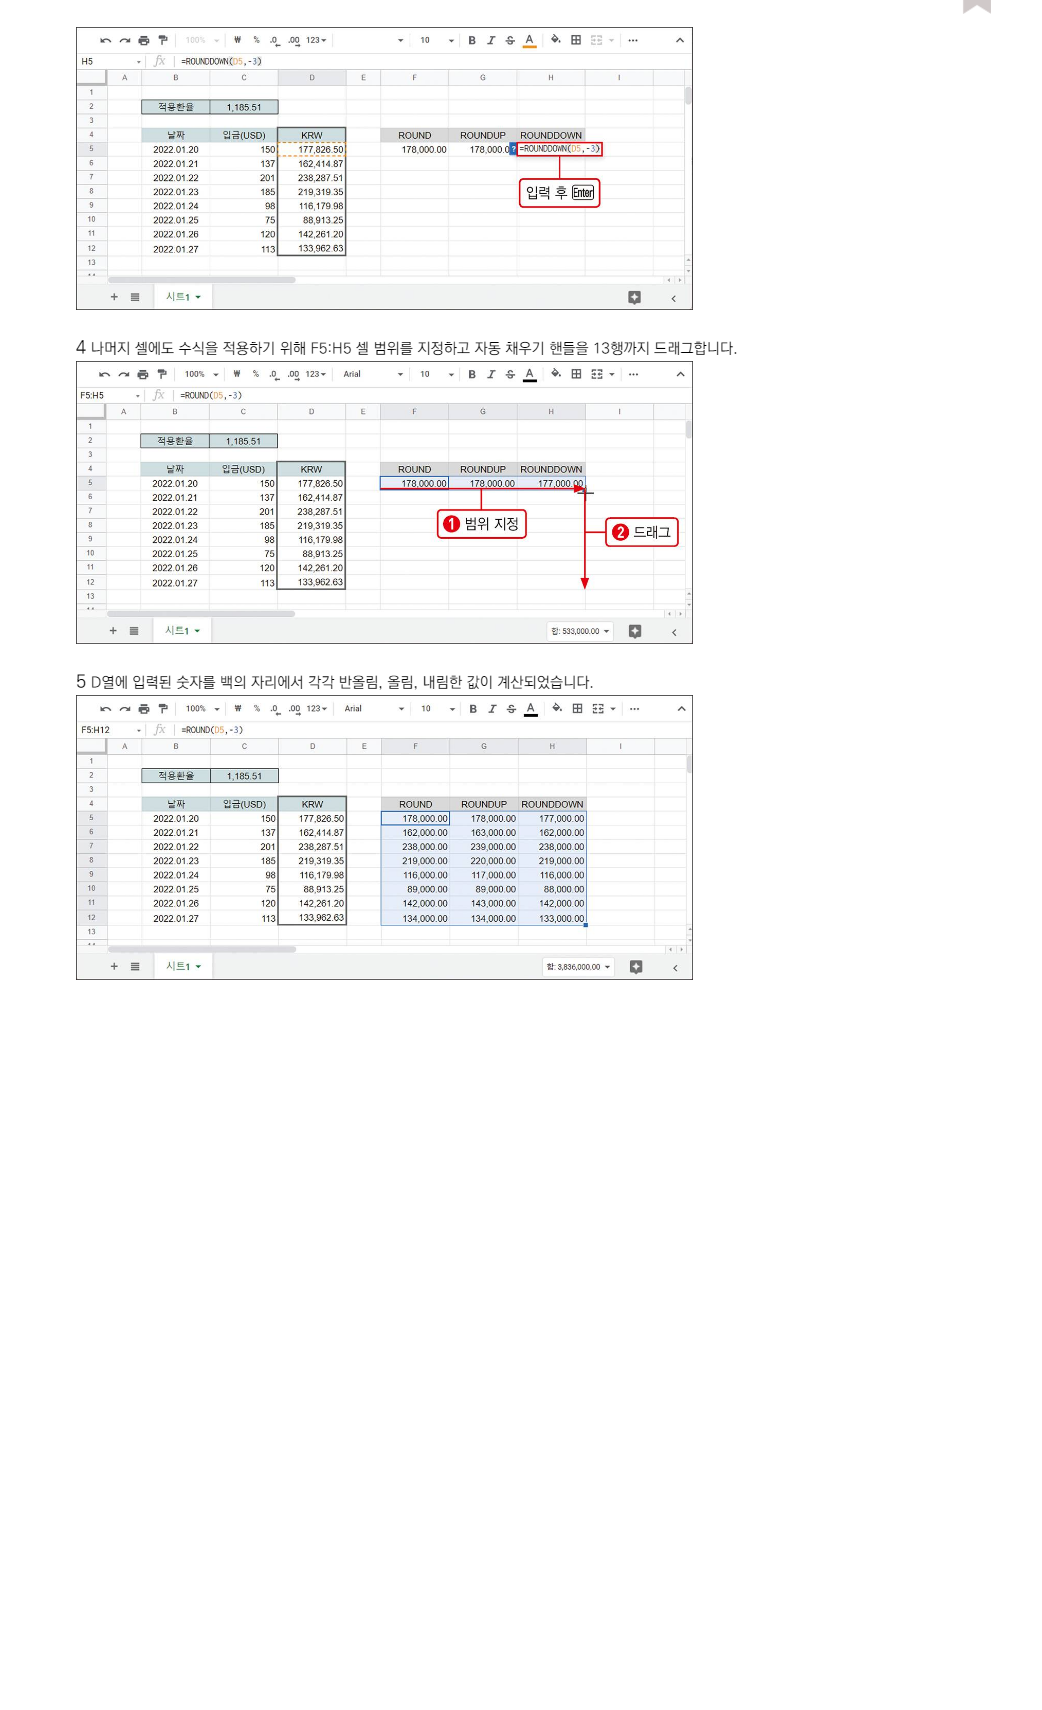 100% ₩ % .0 .00 123 10 B I S A ...
H5 fx =ROUNDDOWN(D5,-3)
A B C D E F G H I
1
2 적용환율 1,185.51
3
4 날짜 입금(USD) KRW ROUND ROUNDUP ROUNDDOWN
5 2022.01.20 150 177,826.50 178,000.00 178,000.0 ? =ROUNDDOWN(D5,-3)
6 2022.01.21 137 162,414.87
7 2022.01.22 201 238,287.51
8 2022.01.23 185 219,319.35 입력 후 Enter
9 2022.01.24 98 116,179.98
10 2022.01.25 75 88,913.25
11 2022.01.26 120 142,261.20
12 2022.01.27 113 133,962.63
13
+ 시트1
4 나머지 셀에도 수식을 적용하기 위해 F5:H5 셀 범위를 지정하고 자동 채우기 핸들을 13행까지 드래그합니다.
100% ₩ % .0 .00 123 Arial 10 B I S A ...
F5:H5 fx =ROUND(D5,-3)
A B C D E F G H I
1
2 적용환율 1,185.51
3
4 날짜 입금(USD) KRW ROUND ROUNDUP ROUNDDOWN
5 2022.01.20 150 177,826.50 178,000.00 178,000.00 177,000.00
6 2022.01.21 137 162,414.87
7 2022.01.22 201 238,287.51
8 2022.01.23 185 219,319.35 1 범위 지정 2 드래그
9 2022.01.24 98 116,179.98
10 2022.01.25 75 88,913.25
11 2022.01.26 120 142,261.20
12 2022.01.27 113 133,962.63
13
+ 시트1 합: 533,000.00
5 D열에 입력된 숫자를 백의 자리에서 각각 반올림, 올림, 내림한 값이 계산되었습니다.
100% ₩ % .0 .00 123 Arial 10 B I S A ...
F5:H12 fx =ROUND(D5,-3)
A B C D E F G H I
1
2 적용환율 1,185.51
3
4 날짜 입금(USD) KRW ROUND ROUNDUP ROUNDDOWN
5 2022.01.20 150 177,826.50 178,000.00 178,000.00 177,000.00
6 2022.01.21 137 162,414.87 162,000.00 163,000.00 162,000.00
7 2022.01.22 201 238,287.51 238,000.00 239,000.00 238,000.00
8 2022.01.23 185 219,319.35 219,000.00 220,000.00 219,000.00
9 2022.01.24 98 116,179.98 116,000.00 117,000.00 116,000.00
10 2022.01.25 75 88,913.25 89,000.00 89,000.00 88,000.00
11 2022.01.26 120 142,261.20 142,000.00 143,000.00 142,000.00
12 2022.01.27 113 133,962.63 134,000.00 134,000.00 133,000.00
13
+ 시트1 합: 3,836,000.00